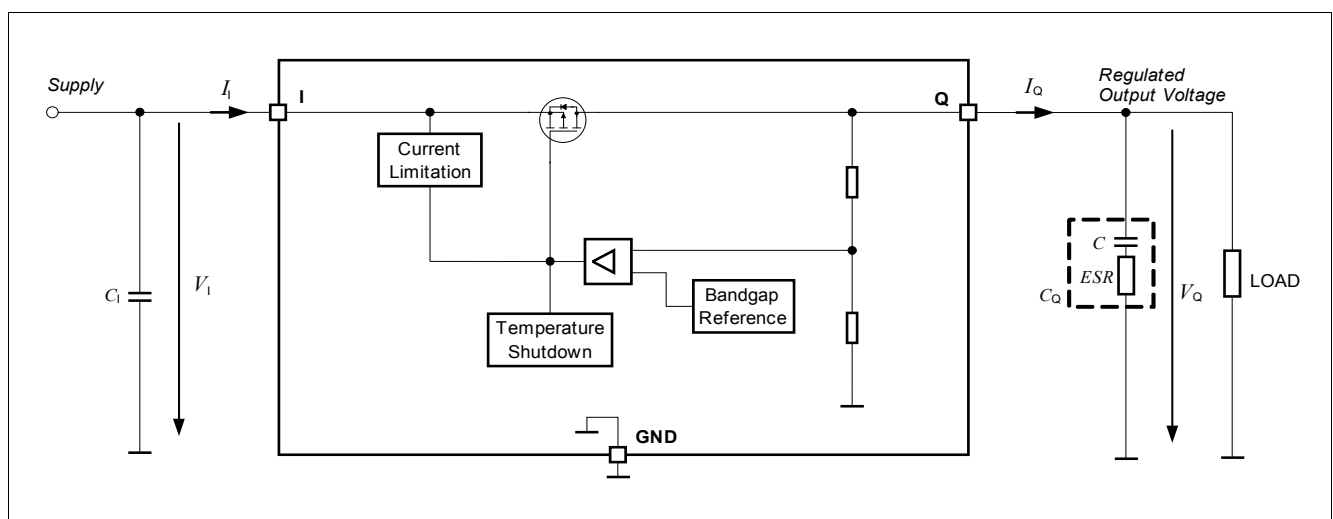 Supply
I_I
I
Q
I_Q
Regulated
Output Voltage
Current
Limitation
C_I
V_I
Bandgap
Reference
Temperature
Shutdown
GND
C
ESR
C_Q
V_Q
LOAD